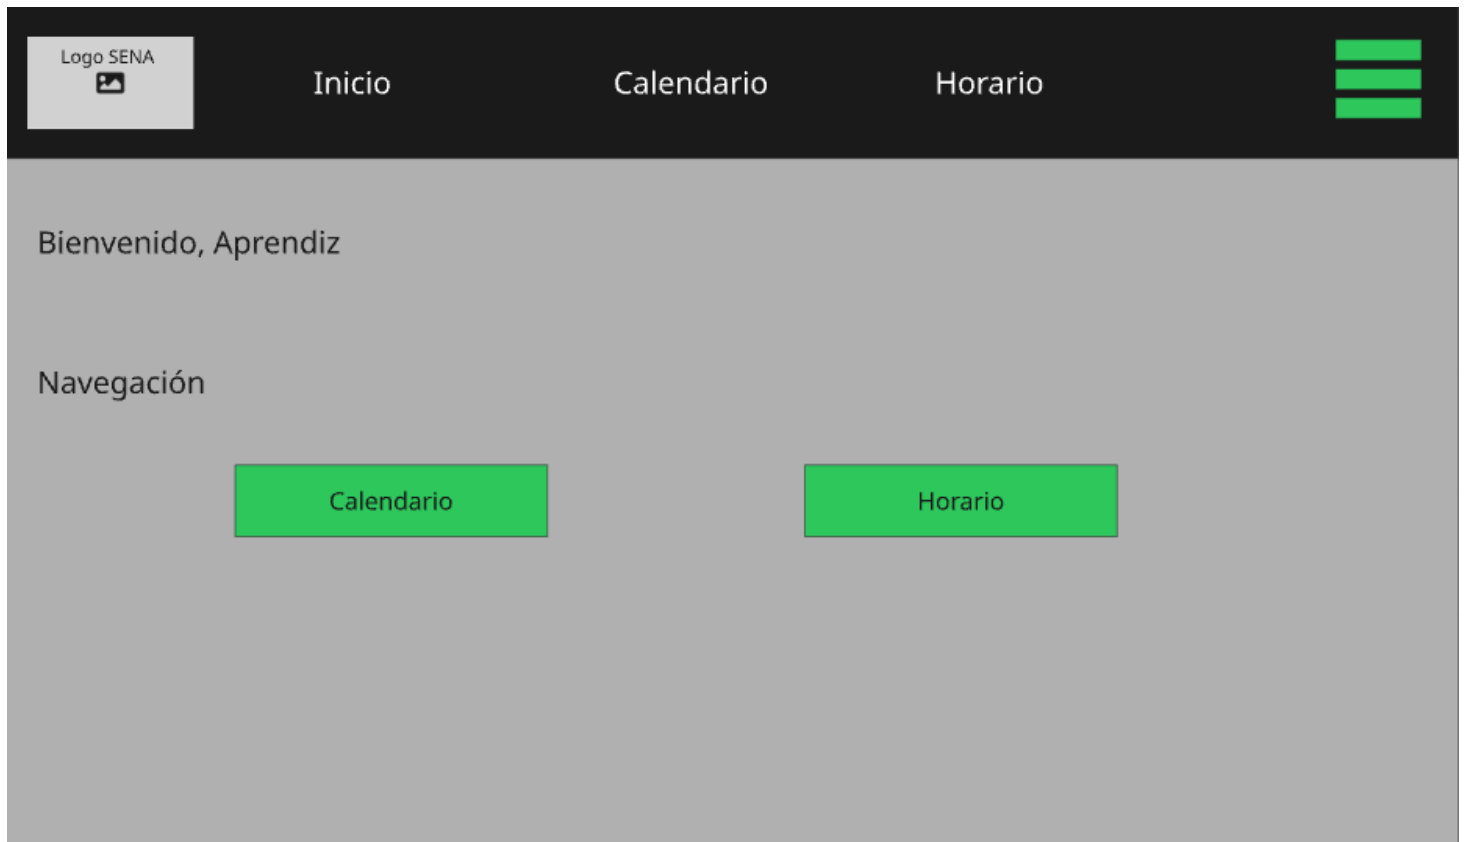 Logo SENA
Inicio Calendario Horario
Bienvenido, Aprendiz
Navegación
Calendario Horario